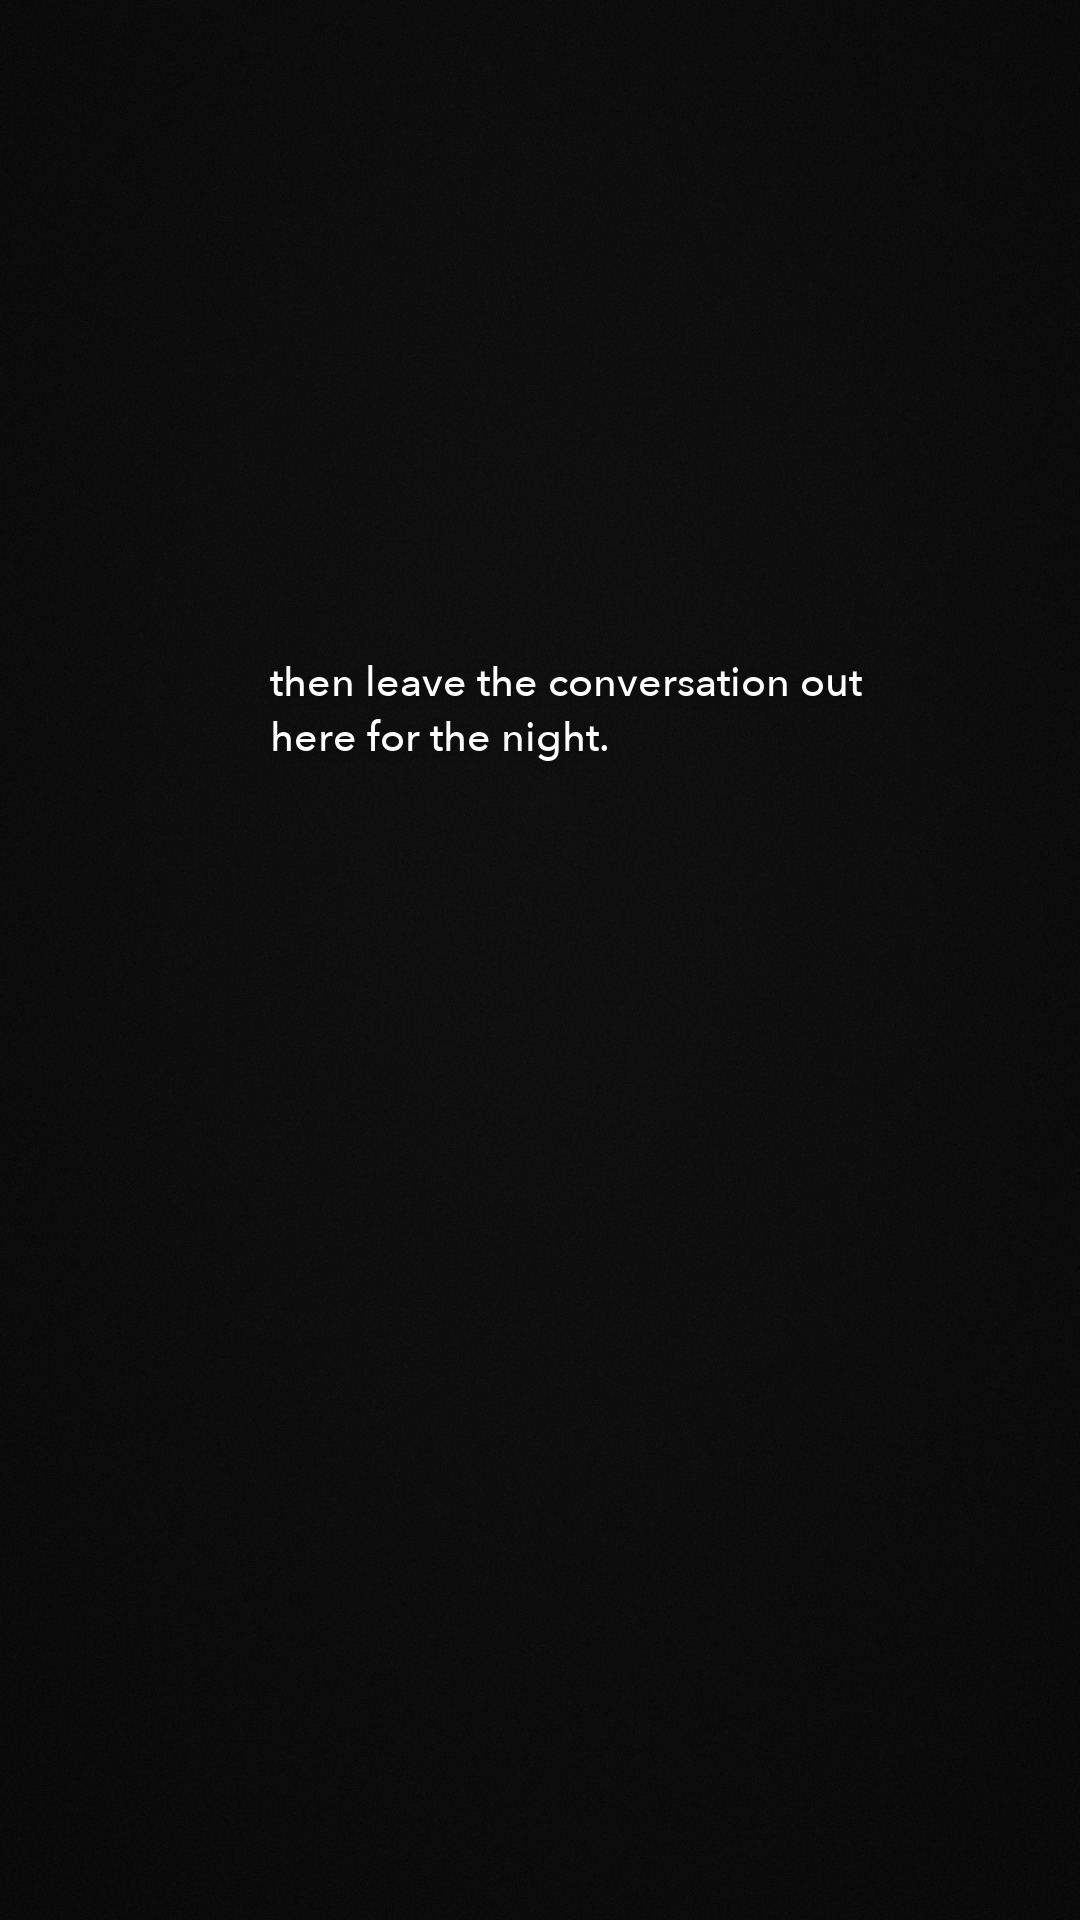 then leave the conversation out
here for the night.